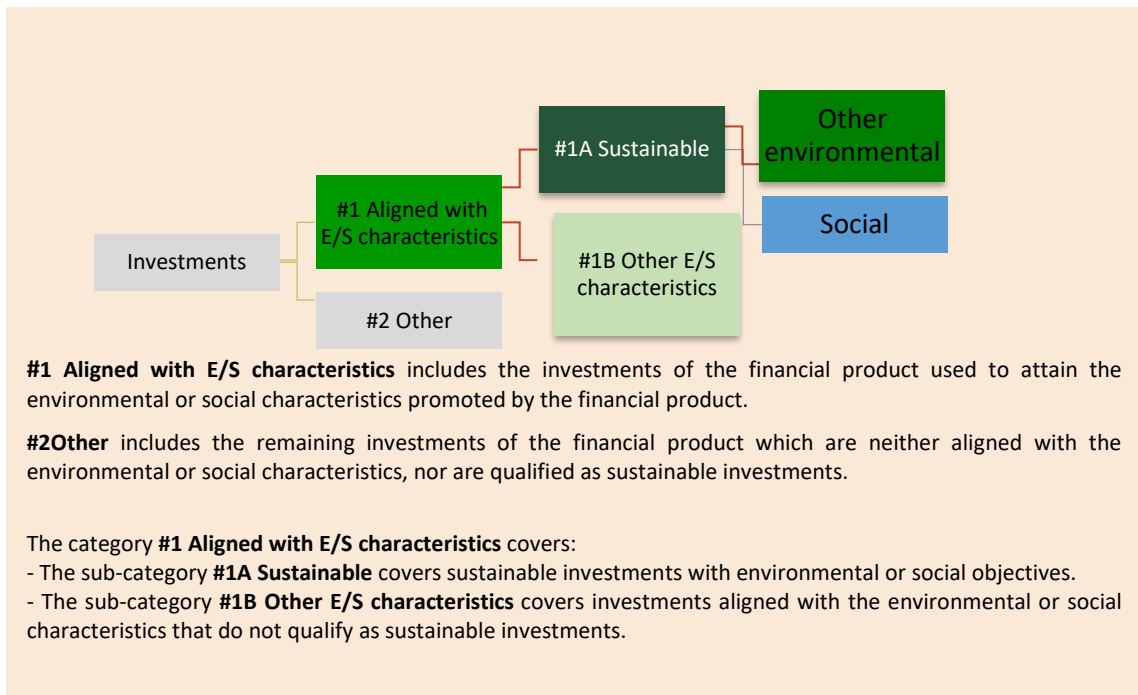 Other
environmental
#1A Sustainable
#1 Aligned with
E/S characteristics
Social
Investments
#1B Other E/S
characteristics
#2 Other
#1 Aligned with E/S characteristics includes the investments of the financial product used to attain the
environmental or social characteristics promoted by the financial product.
#2Other includes the remaining investments of the financial product which are neither aligned with the
environmental or social characteristics, nor are qualified as sustainable investments.
The category #1 Aligned with E/S characteristics covers:
- The sub-category #1A Sustainable covers sustainable investments with environmental or social objectives.
- The sub-category #1B Other E/S characteristics covers investments aligned with the environmental or social
characteristics that do not qualify as sustainable investments.